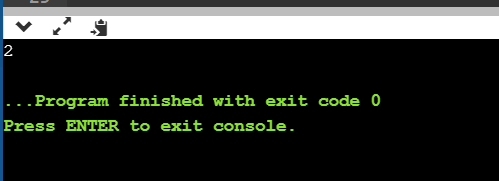 2
...Program finished with exit code 0
Press ENTER to exit console.